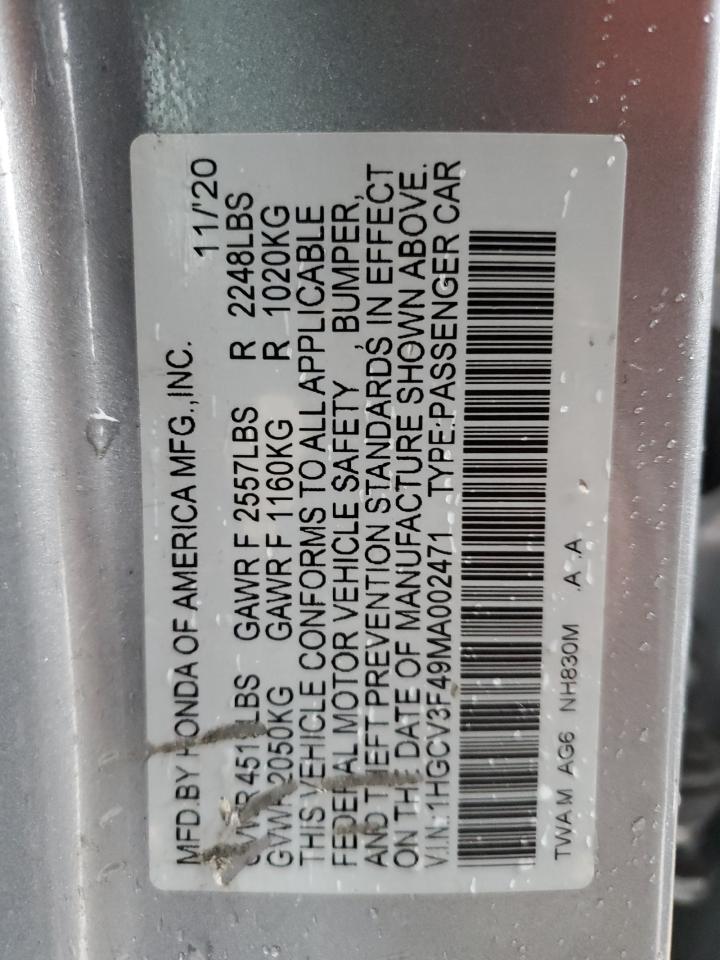 MFD.BY HONDA OF AMERICA MFG.,INC. 11/'20
GVWR LBS GAWR F 2557LBS R 2248LBS
GVWR 2050KG GAWR F 1160KG R 1020KG
THIS VEHICLE CONFORMS TO ALL APPLICABLE
FEDERAL MOTOR VEHICLE SAFETY, BUMPER,
AND THEFT PREVENTION STANDARDS IN EFFECT
ON THE DATE OF MANUFACTURE SHOWN ABOVE.
V.I.N.:1HGCV3F49MA002471 TYPE:PASSENGER CAR
TWA M AG6 NH830M .A .A